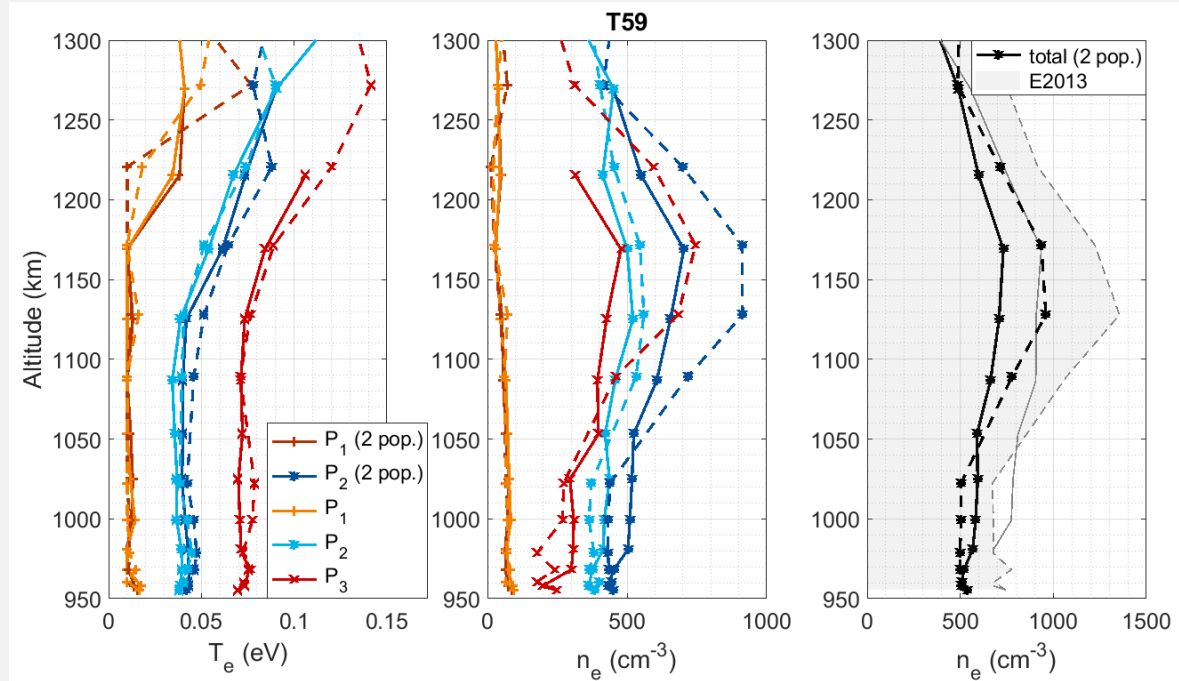 T59
1300
1250
1200
1150
1100
1050
1000
950
Altitude (km)
0
0.05
0.1
0.15
T_e (eV)
P_1 (2 pop.)
P_2 (2 pop.)
P_1
P_2
P_3
1300
1250
1200
1150
1100
1050
1000
950
0
500
1000
n_e (cm^-3)
1300
1250
1200
1150
1100
1050
1000
950
0
500
1000
1500
n_e (cm^-3)
total (2 pop.)
E2013